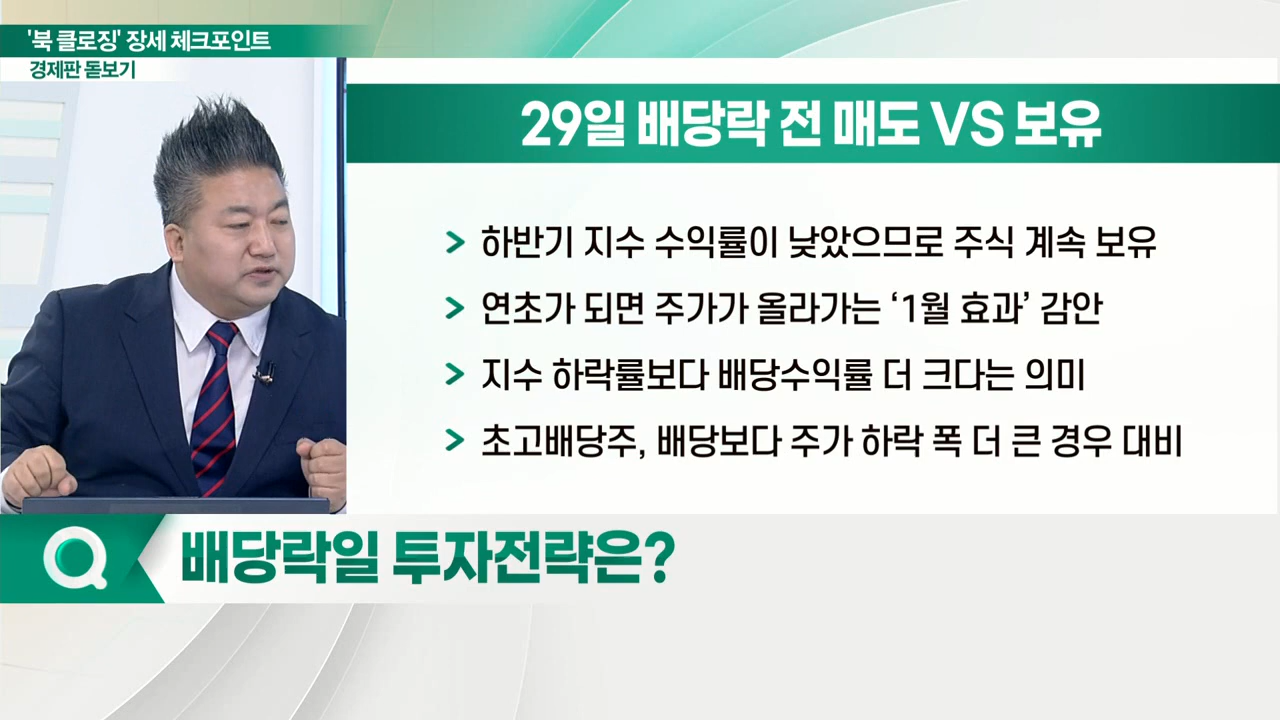 '북 클로징' 장세 체크포인트
경제판 돋보기
29일 배당락 전 매도 VS 보유
> 하반기 지수 수익률이 낮았으므로 주식 계속 보유
> 연초가 되면 주가가 올라가는 ‘1월 효과’ 감안
> 지수 하락률보다 배당수익률 더 크다는 의미
> 초고배당주, 배당보다 주가 하락 폭 더 큰 경우 대비
Q 배당락일 투자전략은?